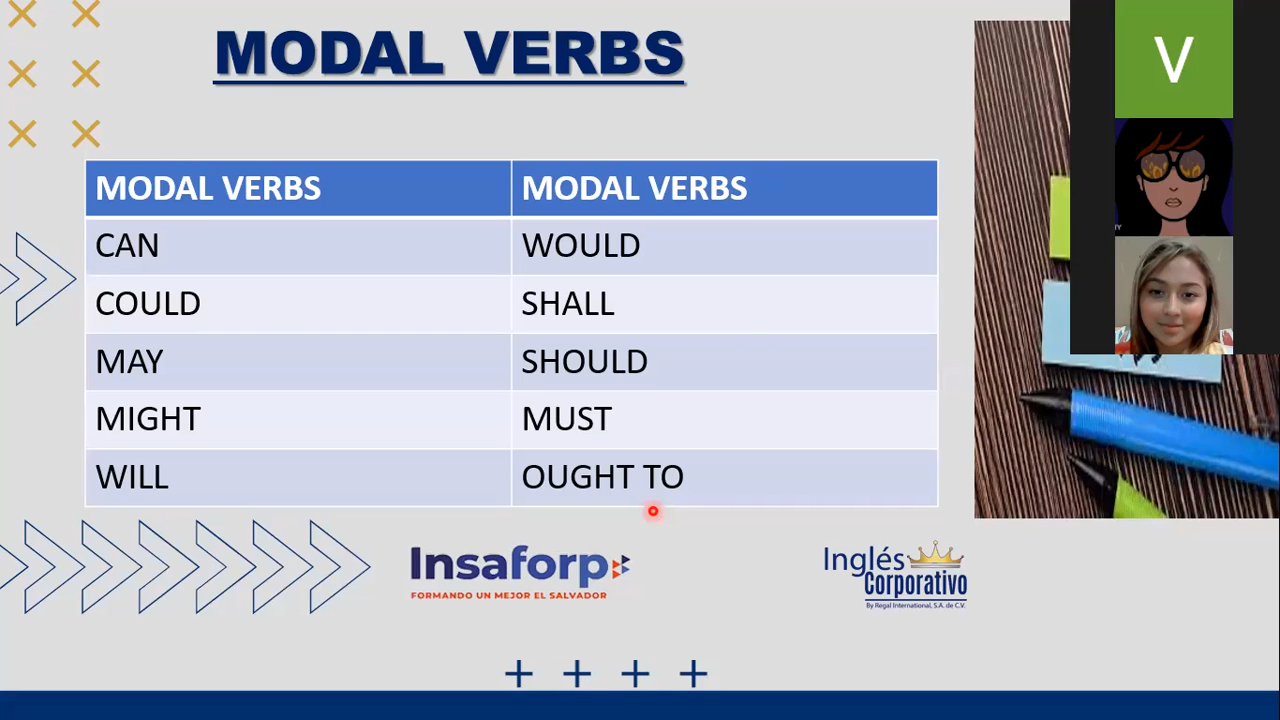 MODAL VERBS
V
MODAL VERBS MODAL VERBS
CAN WOULD
COULD SHALL
MAY SHOULD
MIGHT MUST
WILL OUGHT TO
Insaforp
FORMANDO UN MEJOR EL SALVADOR
Inglés
Corporativo
By Regal International, S.A. de C.V.